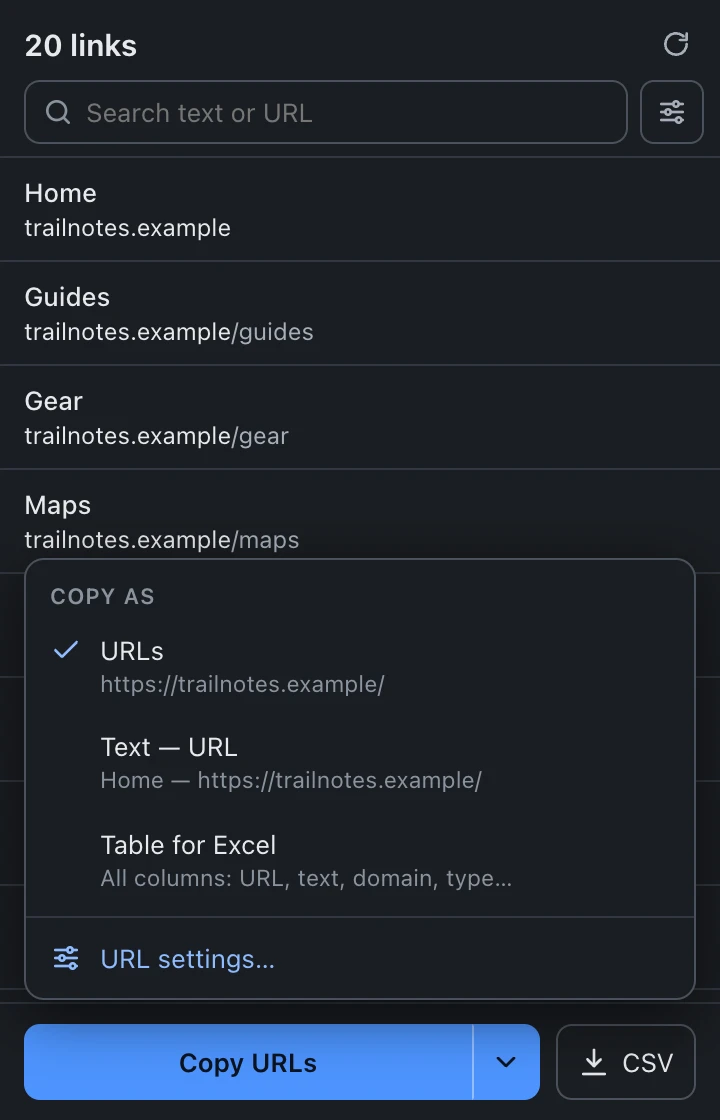 20 links
Search text or URL
Home
trailnotes.example
Guides
trailnotes.example/guides
Gear
trailnotes.example/gear
Maps
trailnotes.example/maps
COPY AS
URLs
https://trailnotes.example/
Text — URL
Home — https://trailnotes.example/
Table for Excel
All columns: URL, text, domain, type...
URL settings...
Copy URLs
CSV